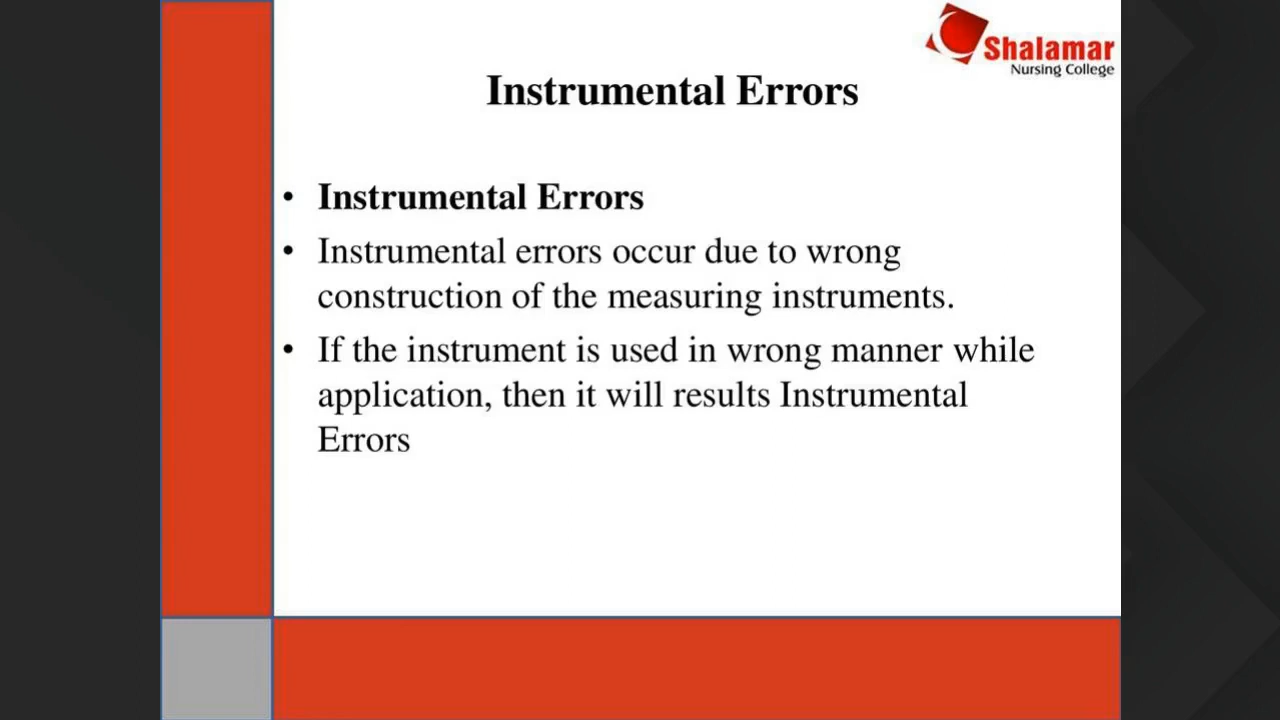 Shalamar
Nursing College
Instrumental Errors
• Instrumental Errors
• Instrumental errors occur due to wrong
construction of the measuring instruments.
• If the instrument is used in wrong manner while
application, then it will results Instrumental
Errors